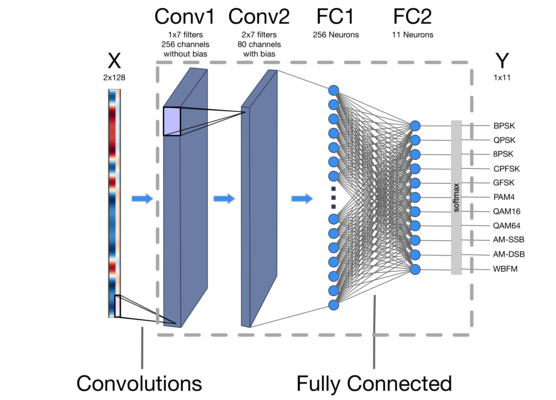 X
2x128
Conv1
1x7 filters
256 channels
without bias
Conv2
2x7 filters
80 channels
with bias
FC1
256 Neurons
FC2
11 Neurons
Y
1x11
softmax
BPSK
QPSK
8PSK
CPFSK
GFSK
PAM4
QAM16
QAM64
AM-SSB
AM-DSB
WBFM
Convolutions
Fully Connected